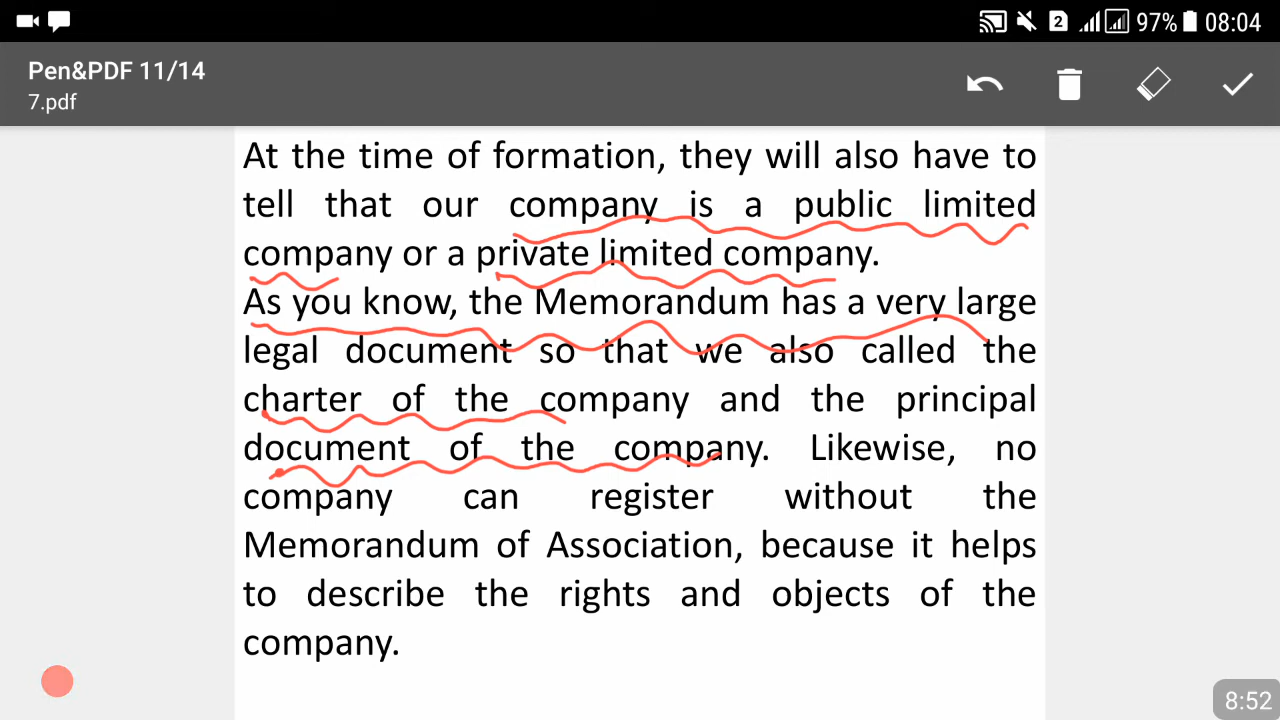 2 97% 08:04
Pen&PDF 11/14
7.pdf
At the time of formation, they will also have to
tell that our company is a public limited
company or a private limited company.
As you know, the Memorandum has a very large
legal document so that we also called the
charter of the company and the principal
document of the company. Likewise, no
company can register without the
Memorandum of Association, because it helps
to describe the rights and objects of the
company.
8:52